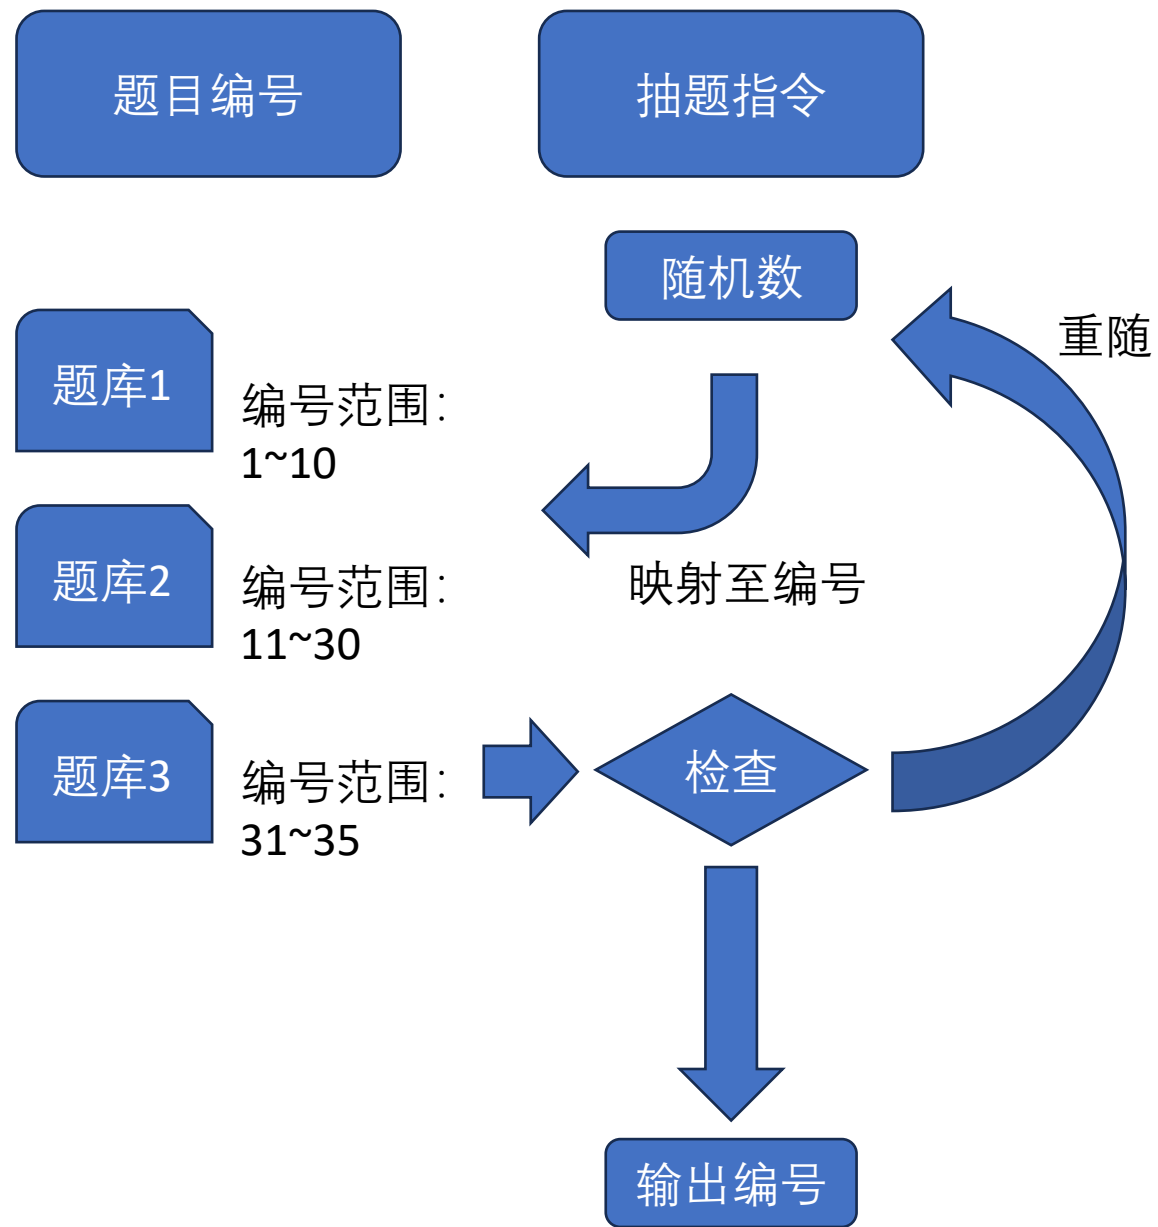 题目编号
抽题指令
随机数
重随
题库1
编号范围：
1~10
映射至编号
题库2
编号范围：
11~30
题库3
编号范围：
31~35
检查
输出编号